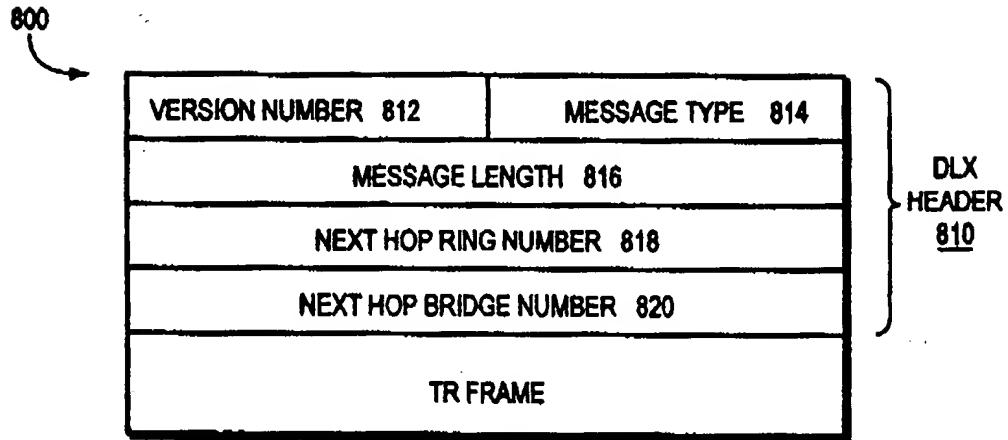 800
VERSION NUMBER 812 MESSAGE TYPE 814
MESSAGE LENGTH 816
NEXT HOP RING NUMBER 818
NEXT HOP BRIDGE NUMBER 820
TR FRAME
DLX
HEADER
810